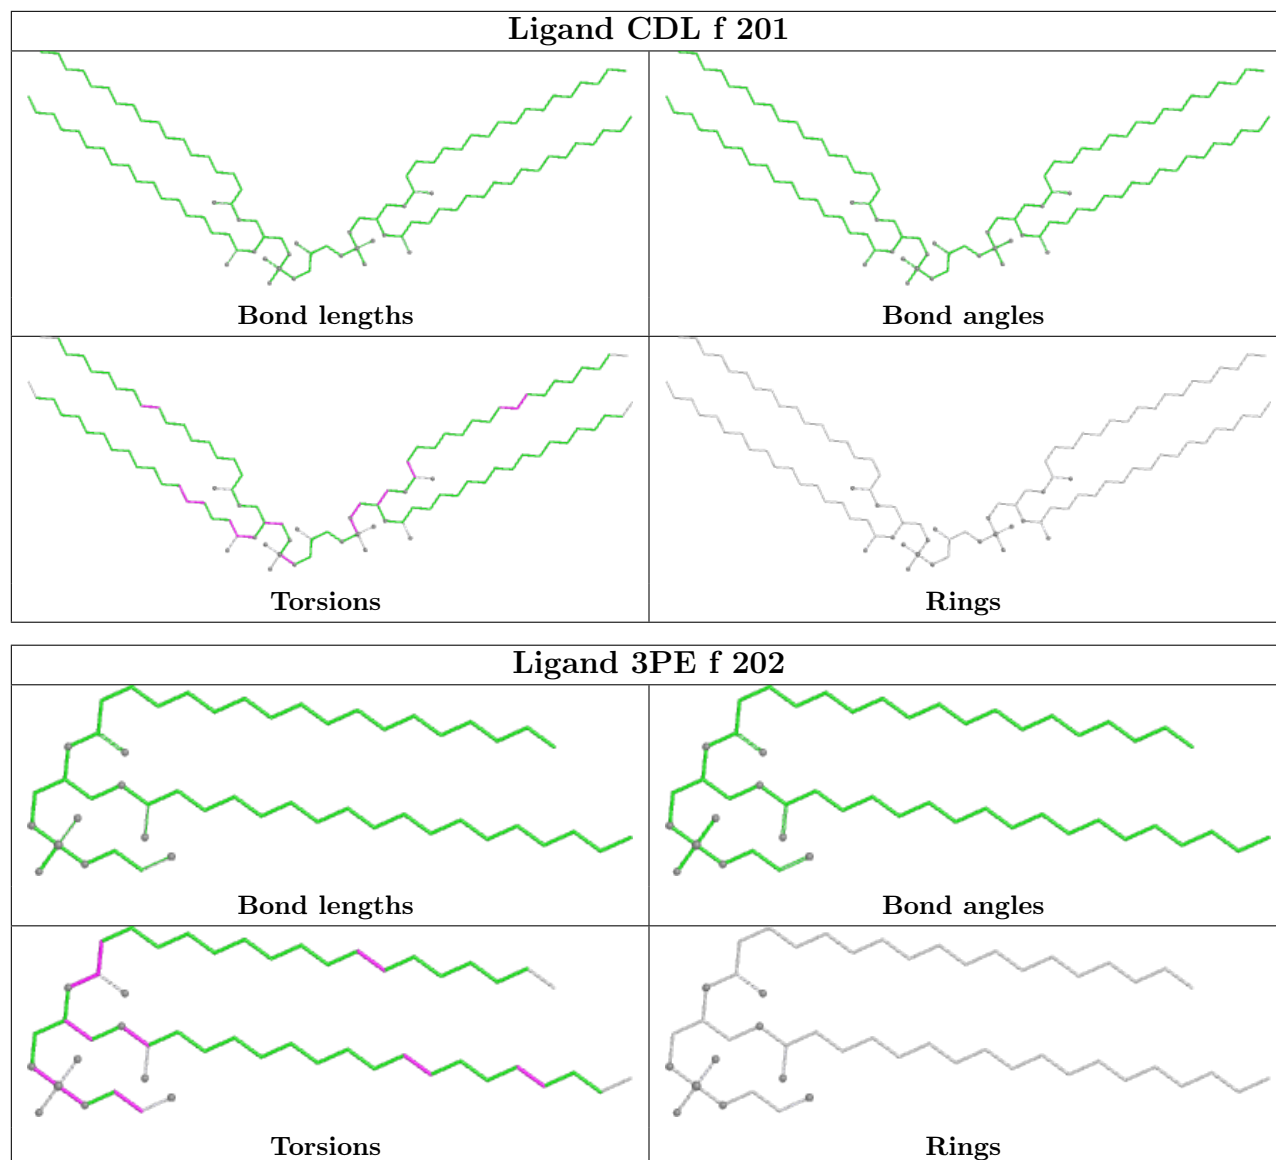 Ligand CDL f 201
Bond lengths
Bond angles
Torsions
Rings
Ligand 3PE f 202
Bond lengths
Bond angles
Torsions
Rings